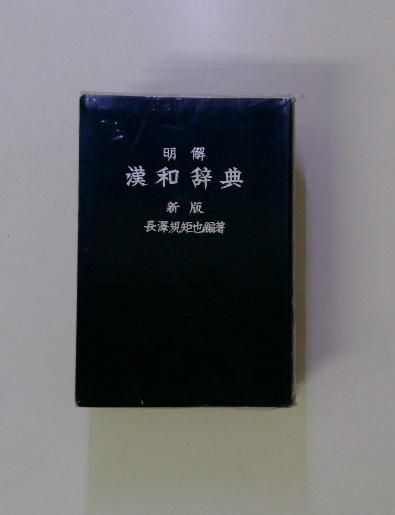 明解
漢和辞典
新版
長澤規矩也編著